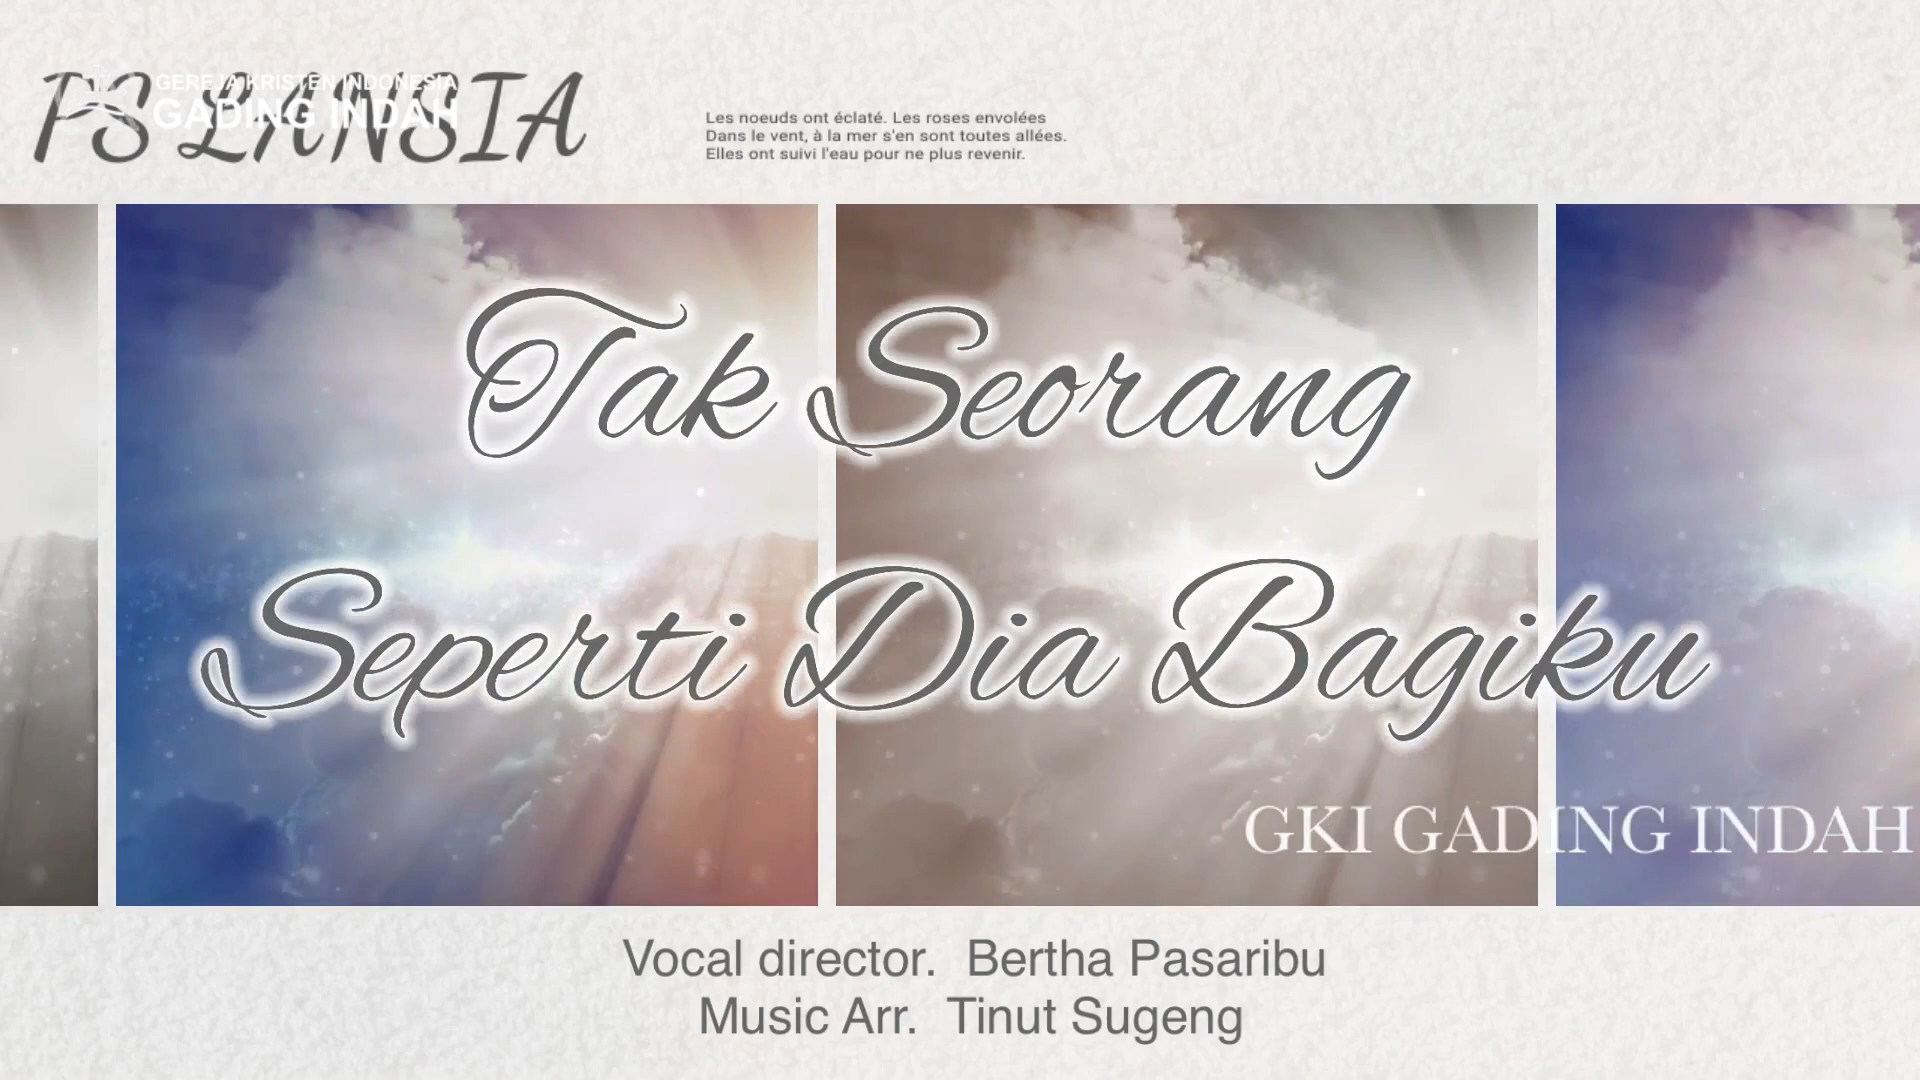 PS LANSIA
GEREJA KRISTEN INDONESIA
GADING INDAH
Les noeuds ont éclaté. Les roses envolées
Dans le vent, à la mer s'en sont toutes allées.
Elles ont suivi l'eau pour ne plus revenir.
Tak Seorang
Seperti Dia Bagiku
GKI GADING INDAH
Vocal director. Bertha Pasaribu
Music Arr. Tinut Sugeng